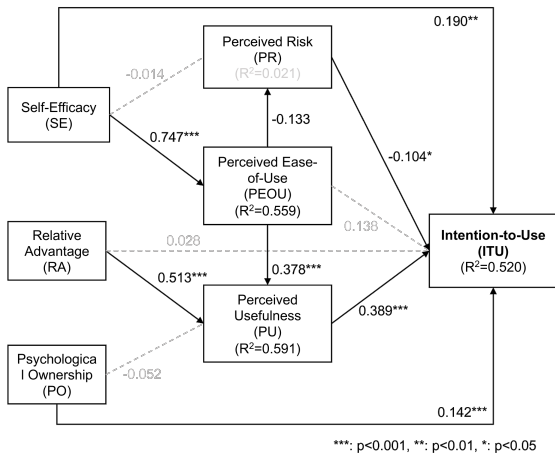 0.190**
Perceived Risk
(PR)
(R²=0.021)
-0.014
Self-Efficacy
(SE)
0.747***
-0.133
-0.104*
Perceived Ease-
of-Use
(PEOU)
(R²=0.559)
0.138
Relative
Advantage
(RA)
0.028
Intention-to-Use
(ITU)
(R²=0.520)
0.513***
0.378***
0.389***
Perceived
Usefulness
(PU)
(R²=0.591)
Psychologica
l Ownership
(PO)
-0.052
0.142***
***: p<0.001, **: p<0.01, *: p<0.05